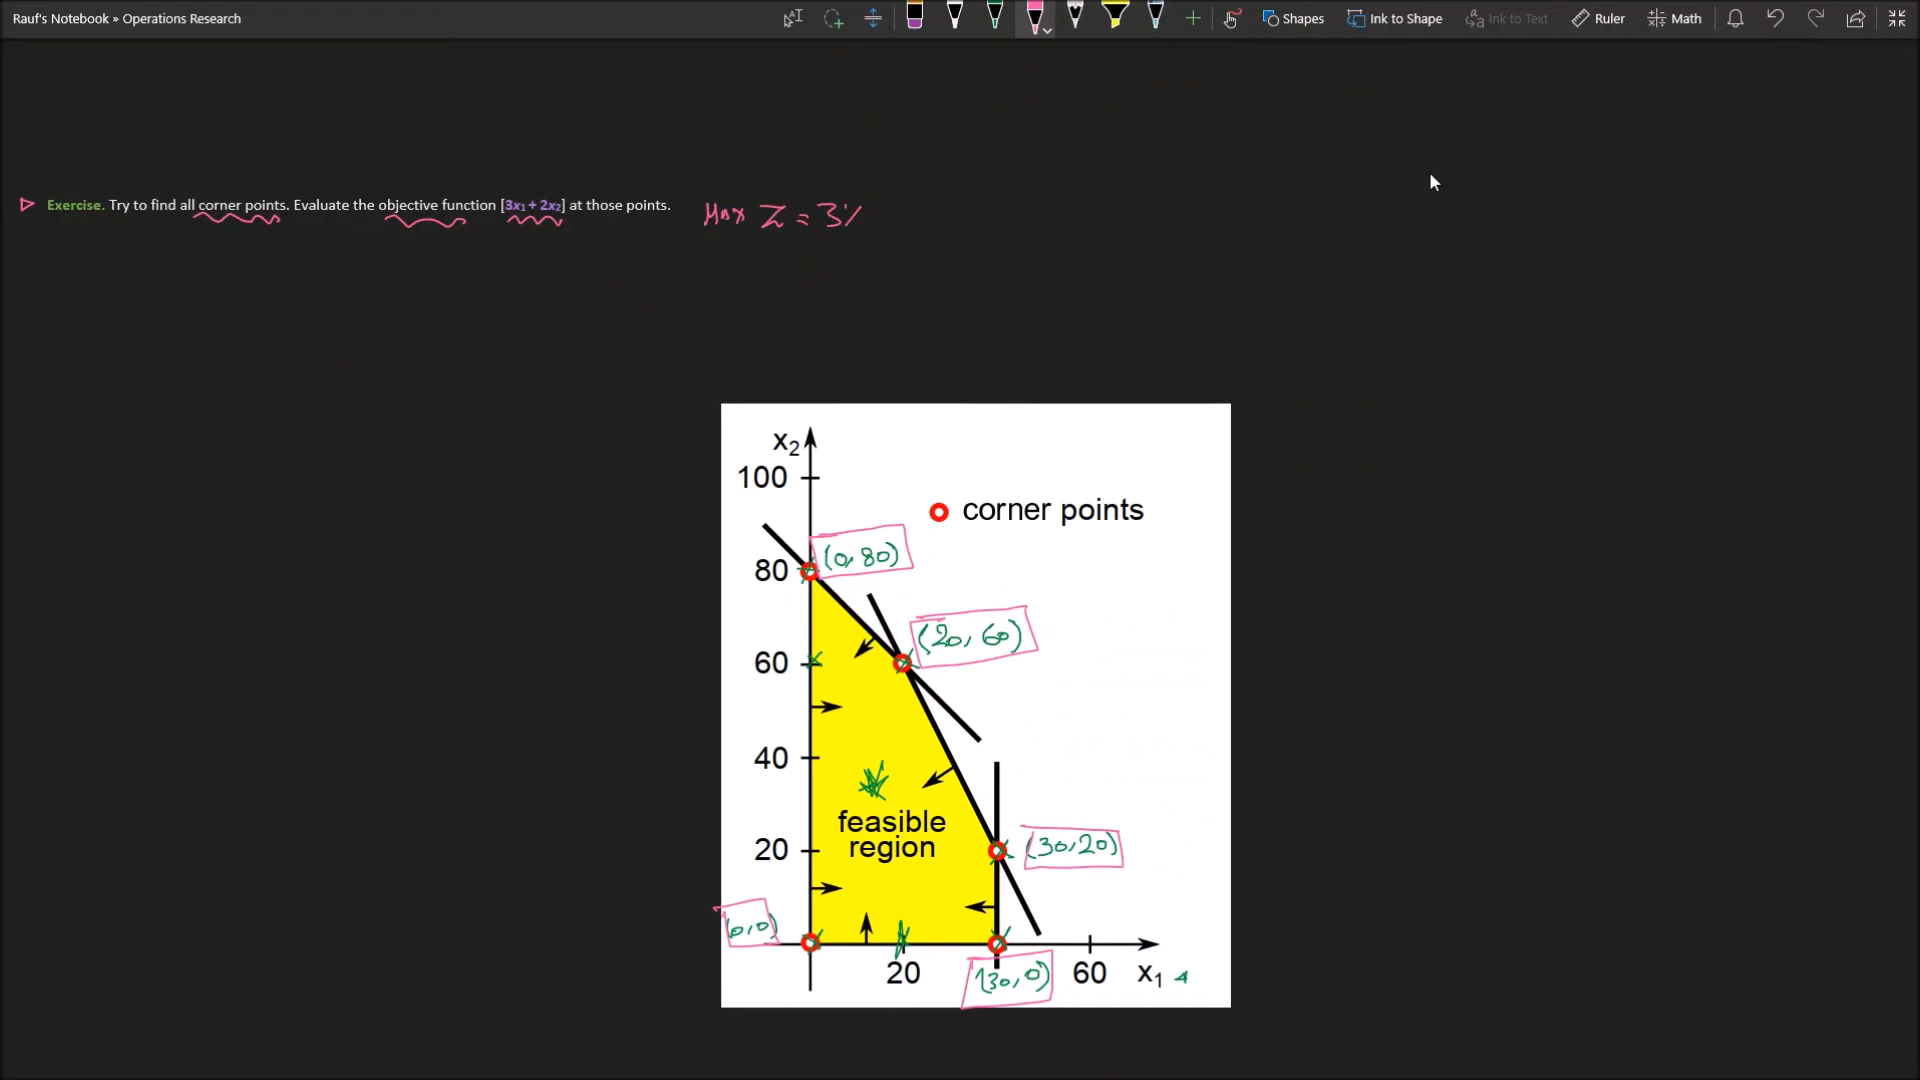 Rauf's Notebook » Operations Research
Shapes Ink to Shape Ink to Text Ruler Math
Exercise. Try to find all corner points. Evaluate the objective function [3x₁ + 2x₂] at those points. Max Z = 3
x₂
100
corner points
(0,80)
80
(20, 60)
60
40
feasible
region
20
(30,20)
(0,0)
20
(30,0)
60
x₁